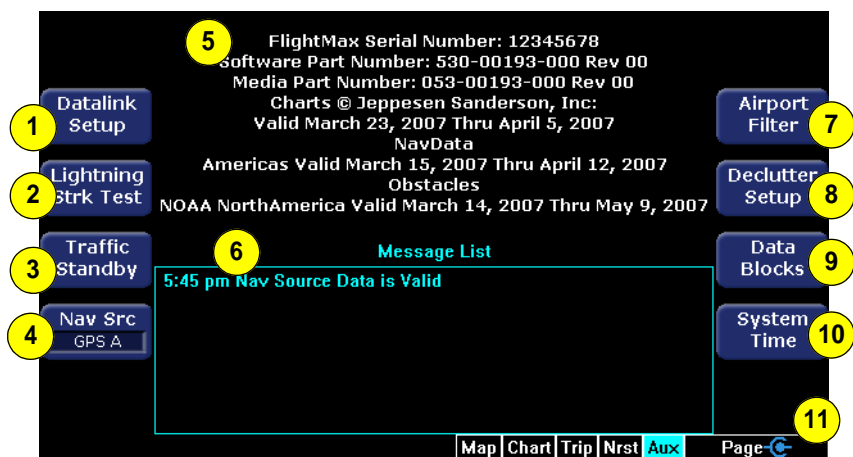 5
FlightMax Serial Number: 12345678
Software Part Number: 530-00193-000 Rev 00
Media Part Number: 053-00193-000 Rev 00
Charts © Jeppesen Sanderson, Inc:
Valid March 23, 2007 Thru April 5, 2007
NavData
Americas Valid March 15, 2007 Thru April 12, 2007
Obstacles
NOAA NorthAmerica Valid March 14, 2007 Thru May 9, 2007
Datalink
Setup
1
Lightning
Strk Test
2
Traffic
Standby
3
Nav Src
GPS A
4
6
Message List
5:45 pm Nav Source Data is Valid
Airport
Filter
7
Declutter
Setup
8
Data
Blocks
9
System
Time
10
11
Map Chart Trip Nrst Aux Page